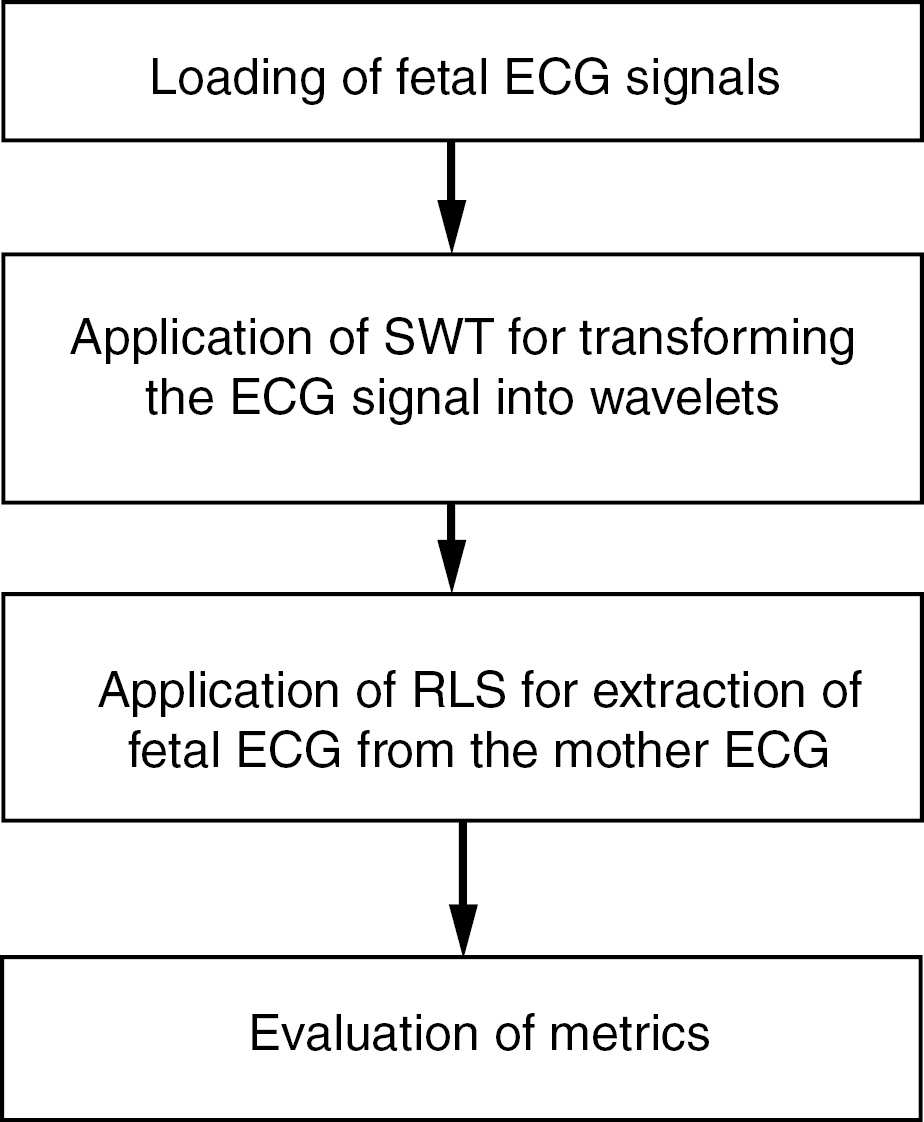 Loading of fetal ECG signals
Application of SWT for transforming
the ECG signal into wavelets
Application of RLS for extraction of
fetal ECG from the mother ECG
Evaluation of metrics